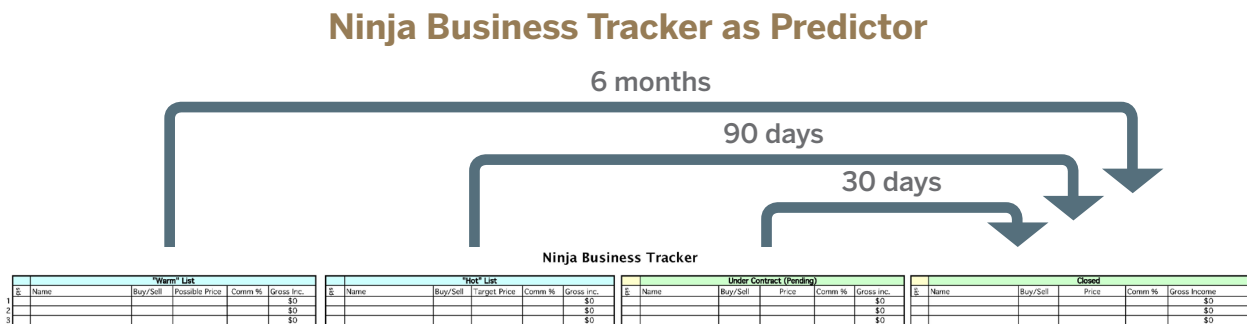 Ninja Business Tracker as Predictor
6 months
90 days
30 days
Ninja Business Tracker
"Warm" List "Hot" List Under Contract (Pending) Closed
Name Buy/Sell Possible Price Comm % Gross Inc. Name Buy/Sell Target Price Comm % Gross inc. Name Buy/Sell Price Comm % Gross inc. Name Buy/Sell Price Comm % Gross Income
1 $0 $0 $0 $0
2 $0 $0 $0 $0
3 $0 $0 $0 $0